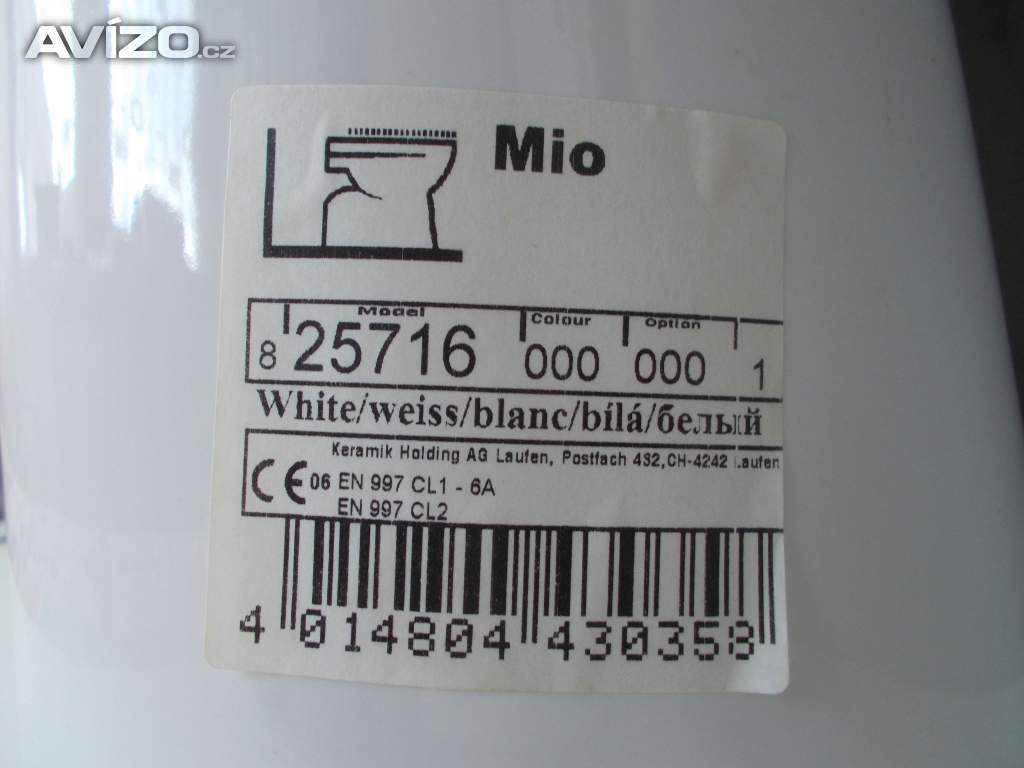 AVÍZO.cz
Mio
Model Colour Option
8 25716 000 000 1
White/weiss/blanc/bílá/белый
Keramik Holding AG Laufen, Postfach 432,CH-4242 Laufen
CE 06 EN 997 CL1 - 6A
EN 997 CL2
4 014804 430358